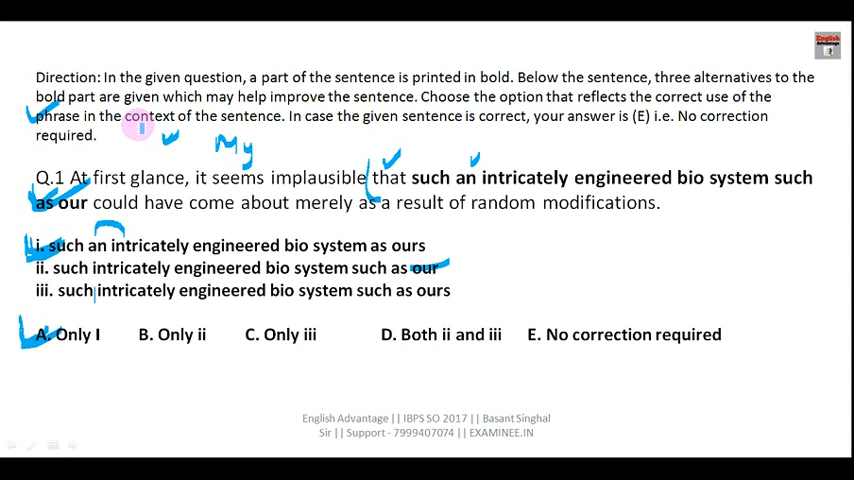 English
Advantage
Direction: In the given question, a part of the sentence is printed in bold. Below the sentence, three alternatives to the
bold part are given which may help improve the sentence. Choose the option that reflects the correct use of the
phrase in the context of the sentence. In case the given sentence is correct, your answer is (E) i.e. No correction
required.
My
Q.1 At first glance, it seems implausible that such an intricately engineered bio system such
as our could have come about merely as a result of random modifications.
i. such an intricately engineered bio system as ours
ii. such intricately engineered bio system such as our
iii. such intricately engineered bio system such as ours
A. Only I B. Only ii C. Only iii D. Both ii and iii E. No correction required
English Advantage || IBPS SO 2017 || Basant Singhal
Sir || Support - 7999407074 || EXAMINEE.IN